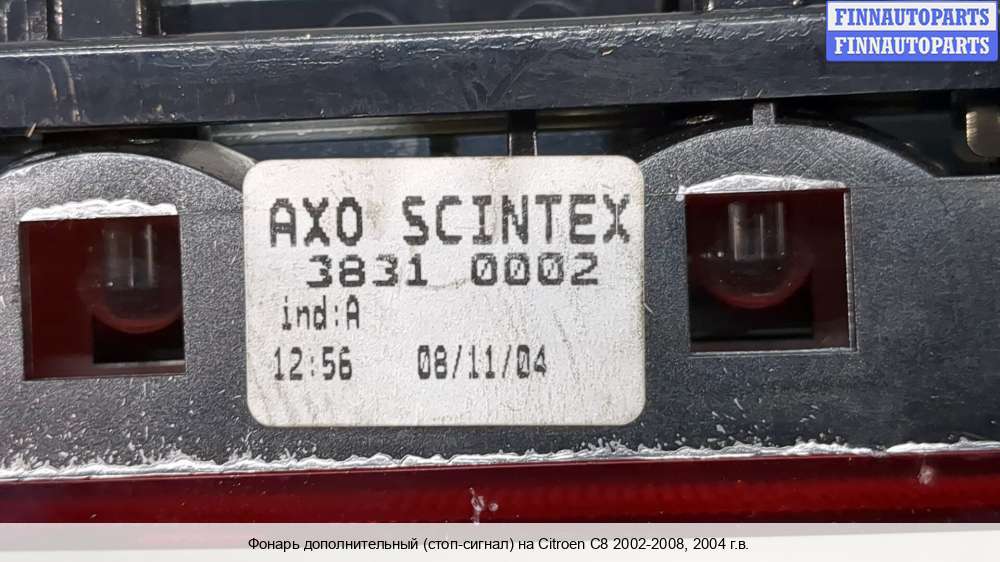 FINNAUTOPARTS
FINNAUTOPARTS
AXO SCINTEX
3831 0002
ind:A
12:56 08/11/04
Фонарь дополнительный (стоп-сигнал) на Citroen C8 2002-2008, 2004 г.в.